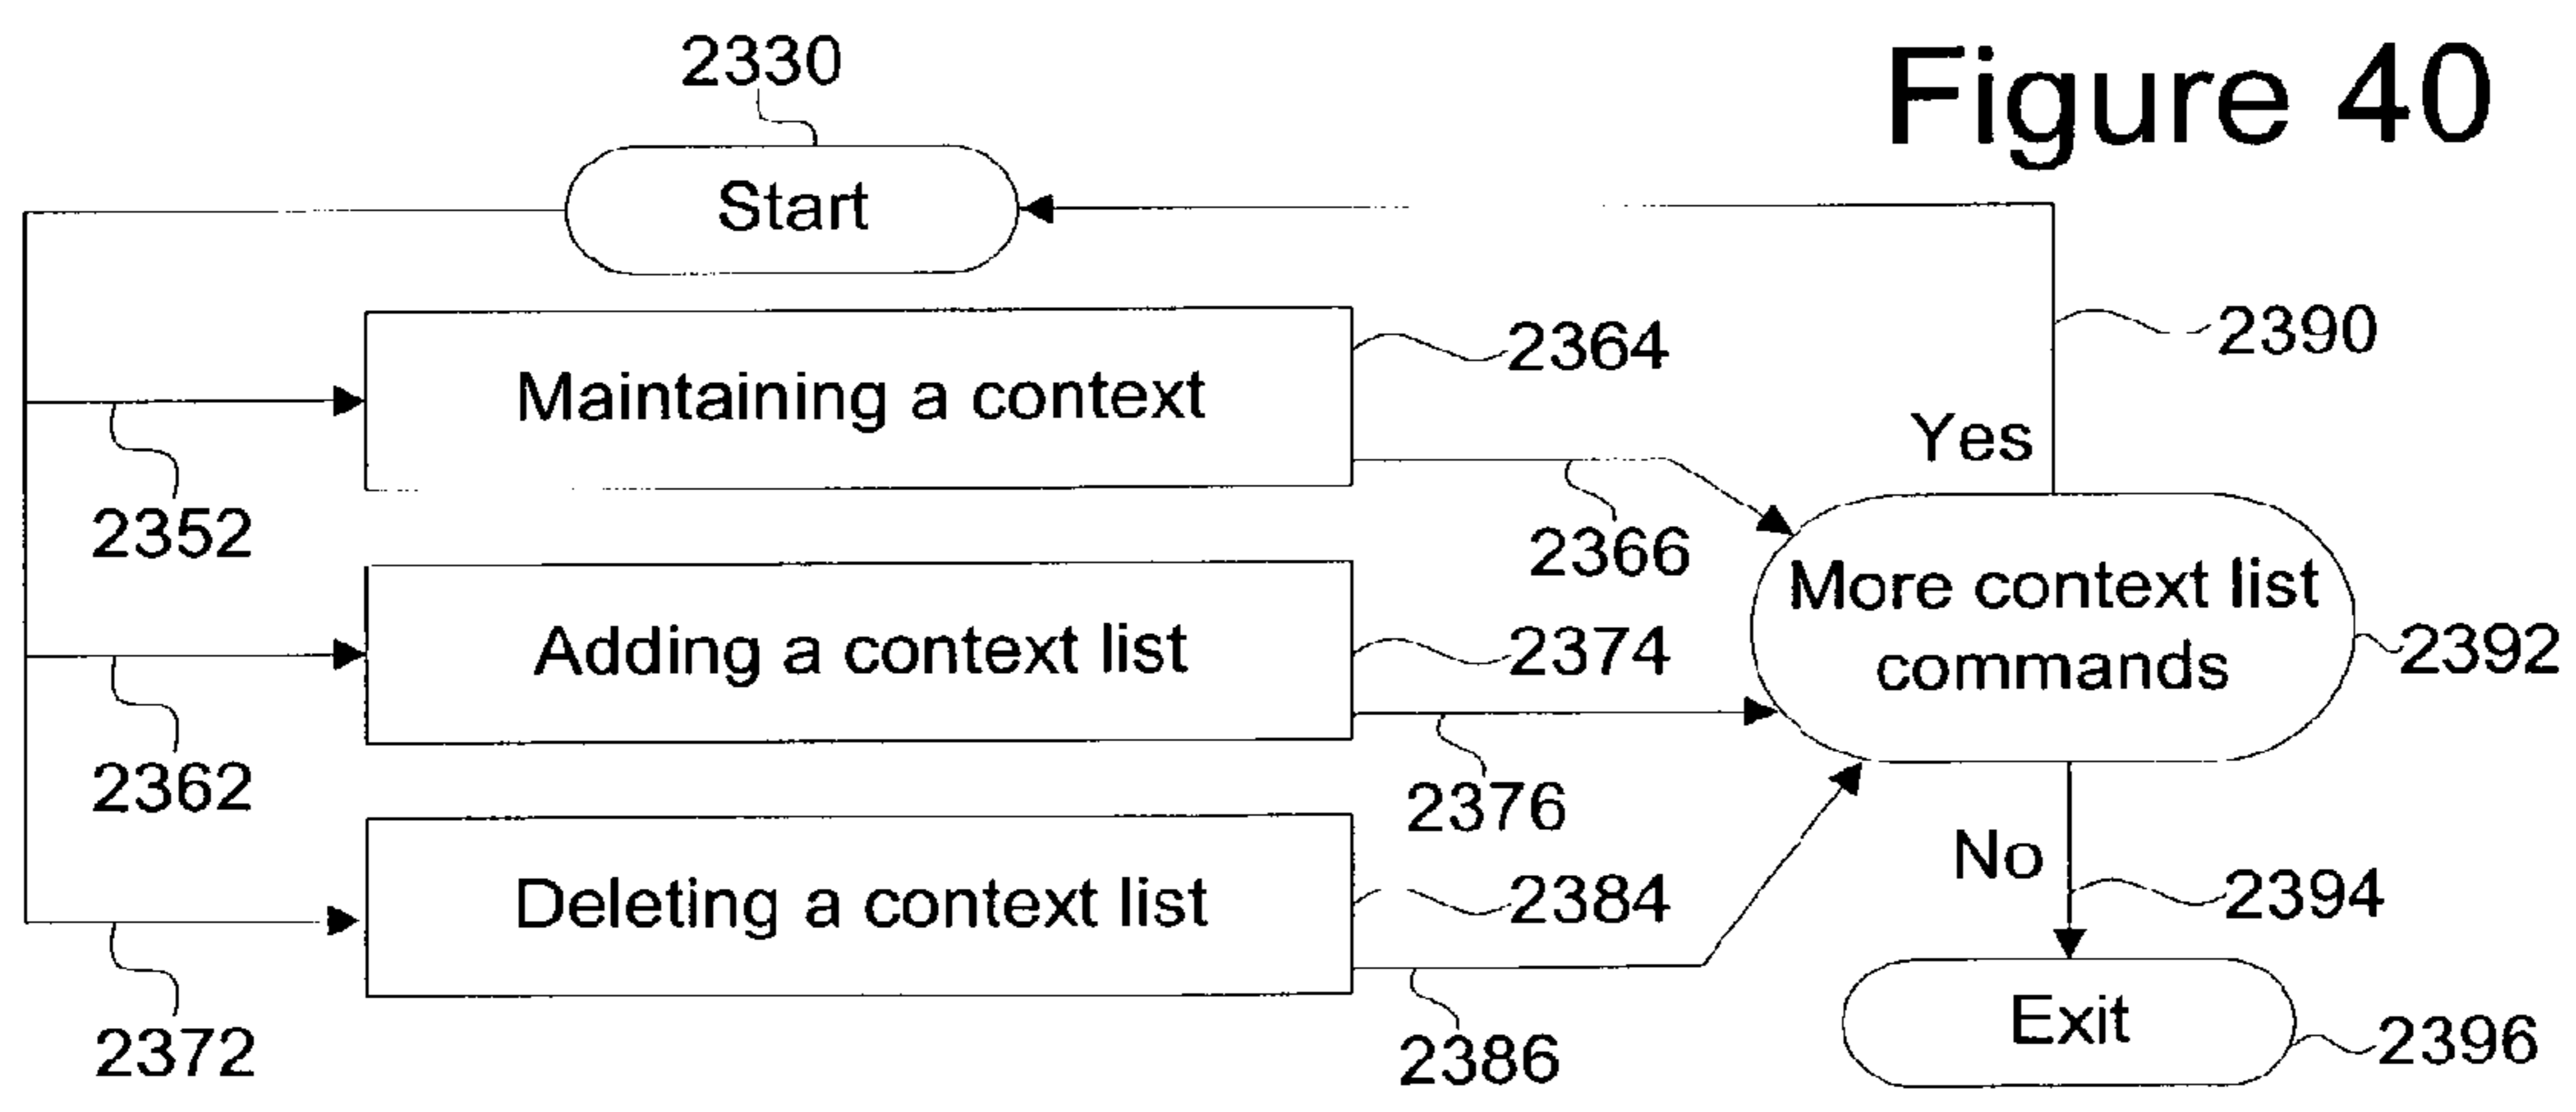 2330
Figure 40
Start
2364
2390
Maintaining a context
Yes
2352
2366
More context list
commands
Adding a context list
2374
2392
2362
2376
No
Deleting a context list
2384
2394
Exit
2372
2386
2396